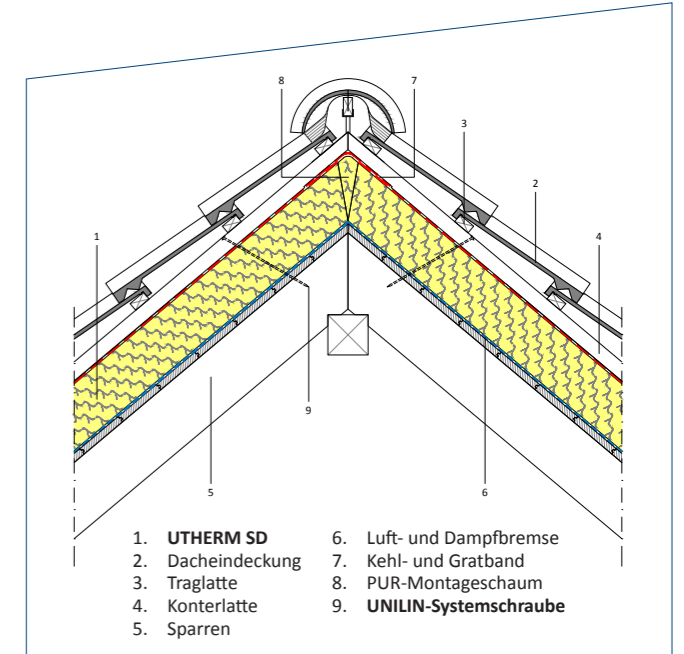 8
7
3
2
1
4
9
5
6
1. UTHERM SD
2. Dacheindeckung
3. Traglatte
4. Konterlatte
5. Sparren
6. Luft- und Dampfbremse
7. Kehl- und Gratband
8. PUR-Montageschaum
9. UNILIN-Systemschraube